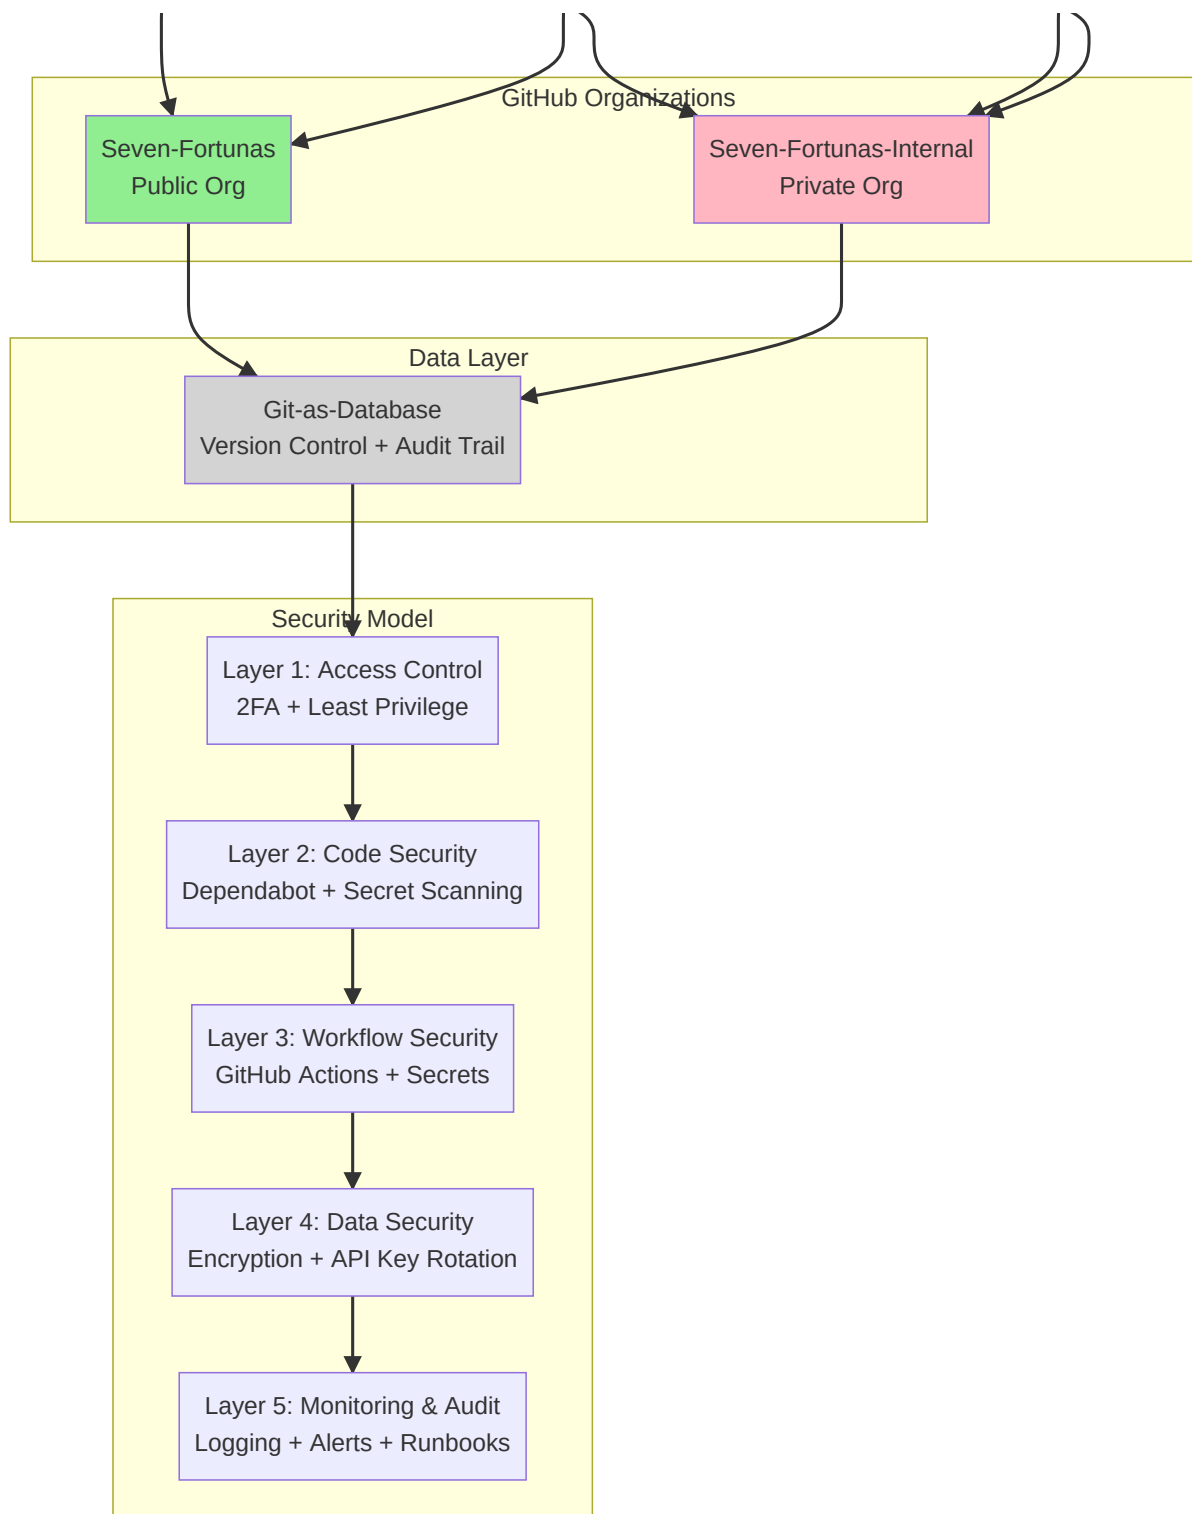 GitHub Organizations
Seven-Fortunas
Public Org
Seven-Fortunas-Internal
Private Org
Data Layer
Git-as-Database
Version Control + Audit Trail
Security Model
Layer 1: Access Control
2FA + Least Privilege
Layer 2: Code Security
Dependabot + Secret Scanning
Layer 3: Workflow Security
GitHub Actions + Secrets
Layer 4: Data Security
Encryption + API Key Rotation
Layer 5: Monitoring & Audit
Logging + Alerts + Runbooks